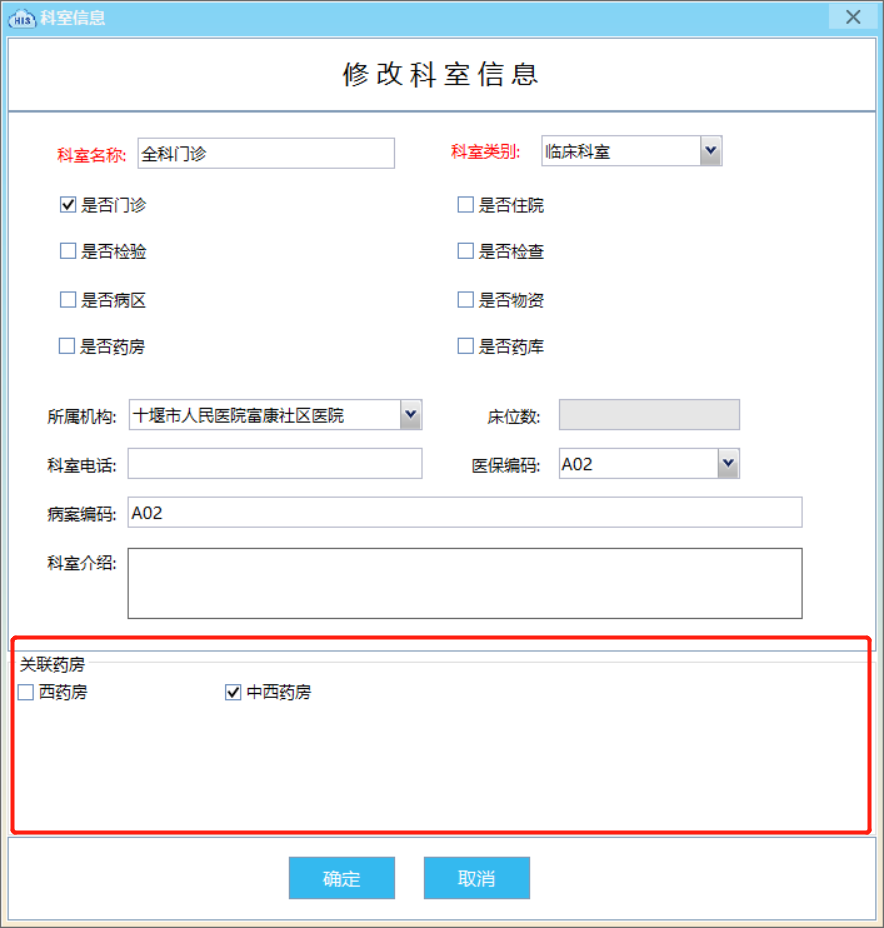 HIS 科室信息
修改科室信息
科室名称: 全科门诊 科室类别: 临床科室
是否门诊 是否住院
是否检验 是否检查
是否病区 是否物资
是否药房 是否药库
所属机构: 十堰市人民医院富康社区医院 床位数:
科室电话: 医保编码: A02
病案编码: A02
科室介绍:
关联药房
西药房 中西药房
确定 取消